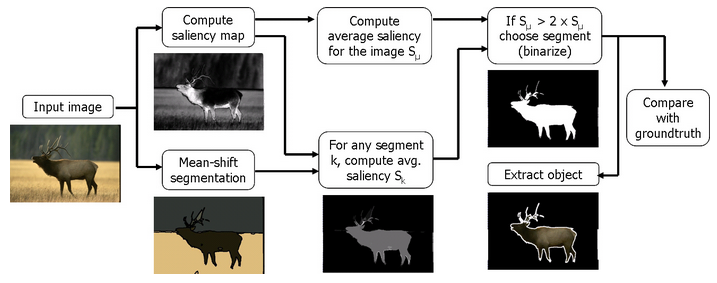 Input image
Compute
saliency map
Mean-shift
segmentation
Compute
average saliency
for the image Sμ
For any segment
k, compute avg.
saliency Sk
If Sμ > 2 x Sμ
choose segment
(binarize)
Extract object
Compare
with
groundtruth